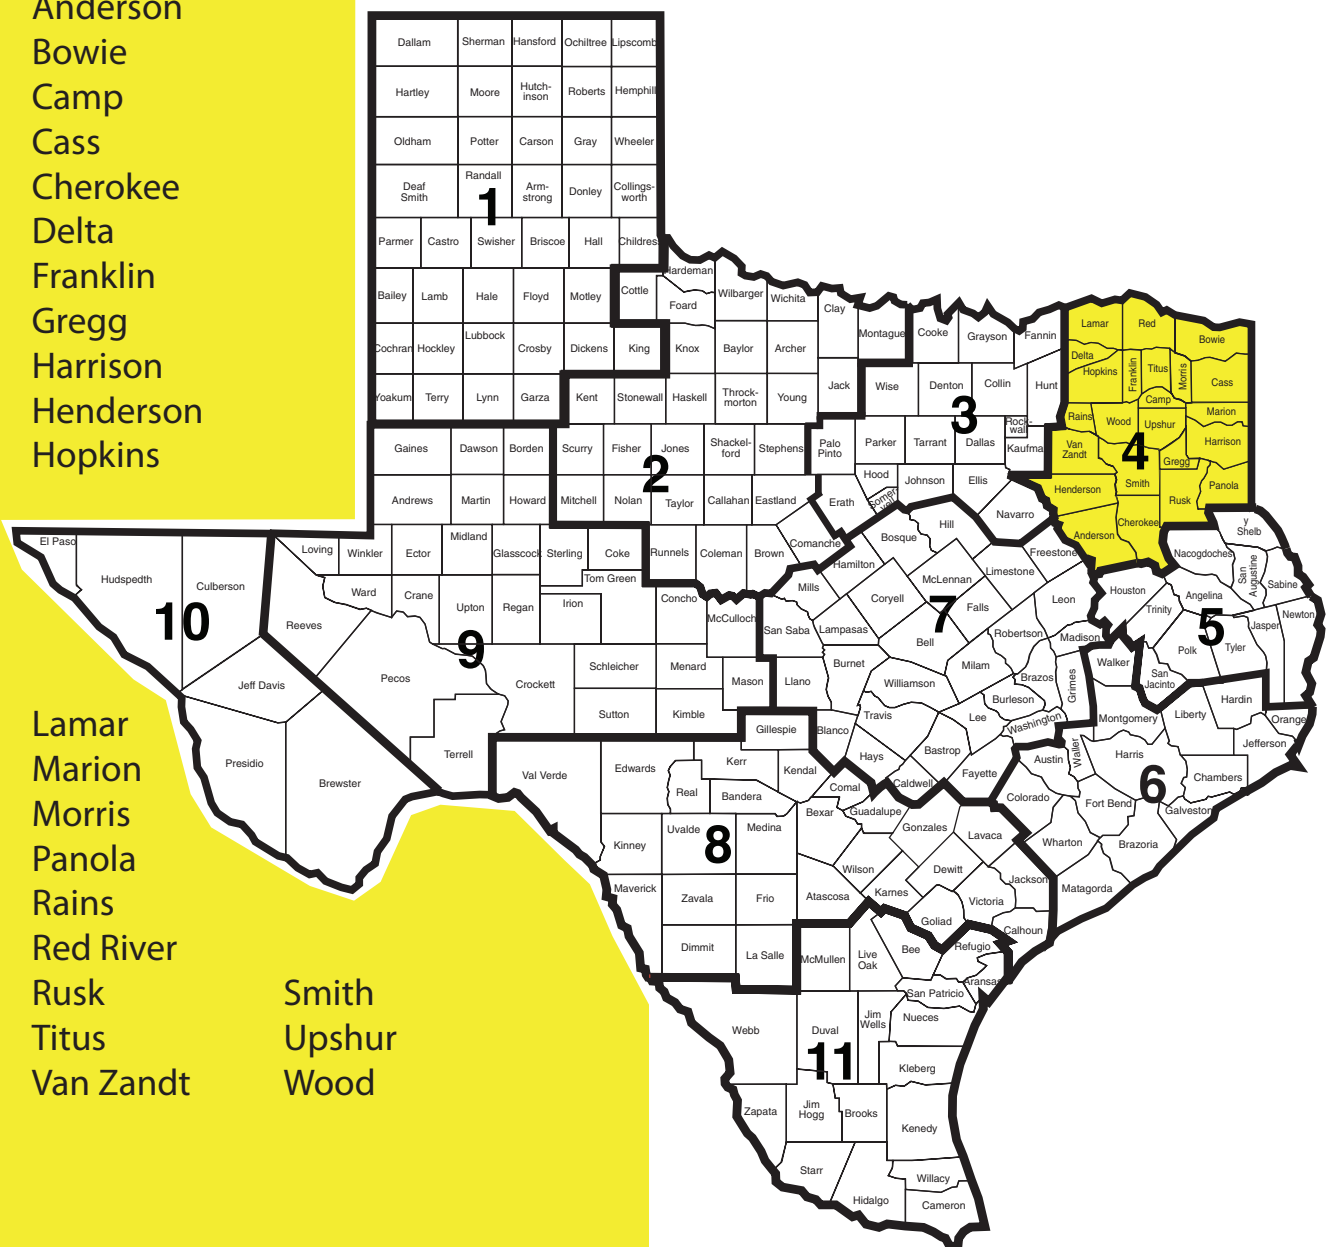 Anderson
Bowie
Camp
Cass
Cherokee
Delta
Franklin
Gregg
Harrison
Henderson
Hopkins
Lamar
Marion
Morris
Panola
Rains
Red River
Rusk
Titus
Van Zandt
Smith
Upshur
Wood
Dallam
Sherman
Hansford
Ochiltree
Lipscomb
Hartley
Moore
Hutch-
inson
Roberts
Hemphill
Oldham
Potter
Carson
Gray
Wheeler
Deaf
Smith
Randall
1
Arm-
strong
Donley
Collings-
worth
Parmer
Castro
Swisher
Briscoe
Hall
Childres
Bailey
Lamb
Hale
Floyd
Motley
Cottle
Hardeman
Foard
Wilbarger
Wichita
Clay
Montague
Cochran
Hockley
Lubbock
Crosby
Dickens
King
Knox
Baylor
Archer
Jack
Yoakum
Terry
Lynn
Garza
Kent
Stonewall
Haskell
Throck-
morton
Young
Cooke
Grayson
Fannin
Wise
Denton
Collin
Hunt
3
Parker
Tarrant
Dallas
Rock-
wall
Kaufma
Palo
Pinto
Hood
Johnson
Ellis
Somer-
vell
Erath
Navarro
Lamar
Red
Bowie
Delta
Hopkins
Franklin
Titus
Morris
Cass
Camp
Rains
Wood
Upshur
Marion
Van
Zandt
4
Gregg
Harrison
Henderson
Smith
Rusk
Panola
Anderson
Cherokee
Gaines
Dawson
Borden
Scurry
Fisher
Jones
Shackel-
ford
Stephens
2
Andrews
Martin
Howard
Mitchell
Nolan
Taylor
Callahan
Eastland
Runnels
Coleman
Brown
Comanche
El Paso
Hudspedth
Culberson
10
Jeff Davis
Presidio
Brewster
Loving
Winkler
Ector
Midland
Glasscock
Sterling
Coke
Tom Green
Ward
Crane
Upton
Regan
Irion
Concho
McCulloch
Reeves
9
Pecos
Crockett
Schleicher
Menard
Mason
Sutton
Kimble
Terrell
Hill
Bosque
Hamilton
Freestone
Limestone
McLennan
Mills
Coryell
7
Falls
Leon
San Saba
Lampasas
Bell
Robertson
Madison
Burnet
Milam
Brazos
Grimes
Llano
Williamson
Burleson
Travis
Lee
Washington
Blanco
Hays
Bastrop
Caldwell
Fayette
y
Shelb
Nacogdoches
San
Augustine
Sabine
Houston
Angelina
Trinity
5
Jasper
Newton
Polk
Tyler
San
Jacinto
Walker
Montgomery
Liberty
Hardin
Orange
Jefferson
Austin
Waller
Harris
Chambers
6
Colorado
Fort Bend
Galveston
Wharton
Brazoria
Matagorda
Val Verde
Edwards
Kerr
Gillespie
Kendal
Real
Bandera
Comal
Bexar
Guadalupe
Gonzales
Lavaca
Kinney
Uvalde
8
Medina
Wilson
Dewitt
Jackson
Maverick
Zavala
Frio
Atascosa
Karnes
Victoria
Goliad
Calhoun
Dimmit
La Salle
McMullen
Live
Oak
Bee
Refugio
Aransas
San Patricio
Webb
Duval
Jim
Wells
Nueces
11
Kleberg
Zapata
Jim
Hogg
Brooks
Kenedy
Starr
Hidalgo
Willacy
Cameron